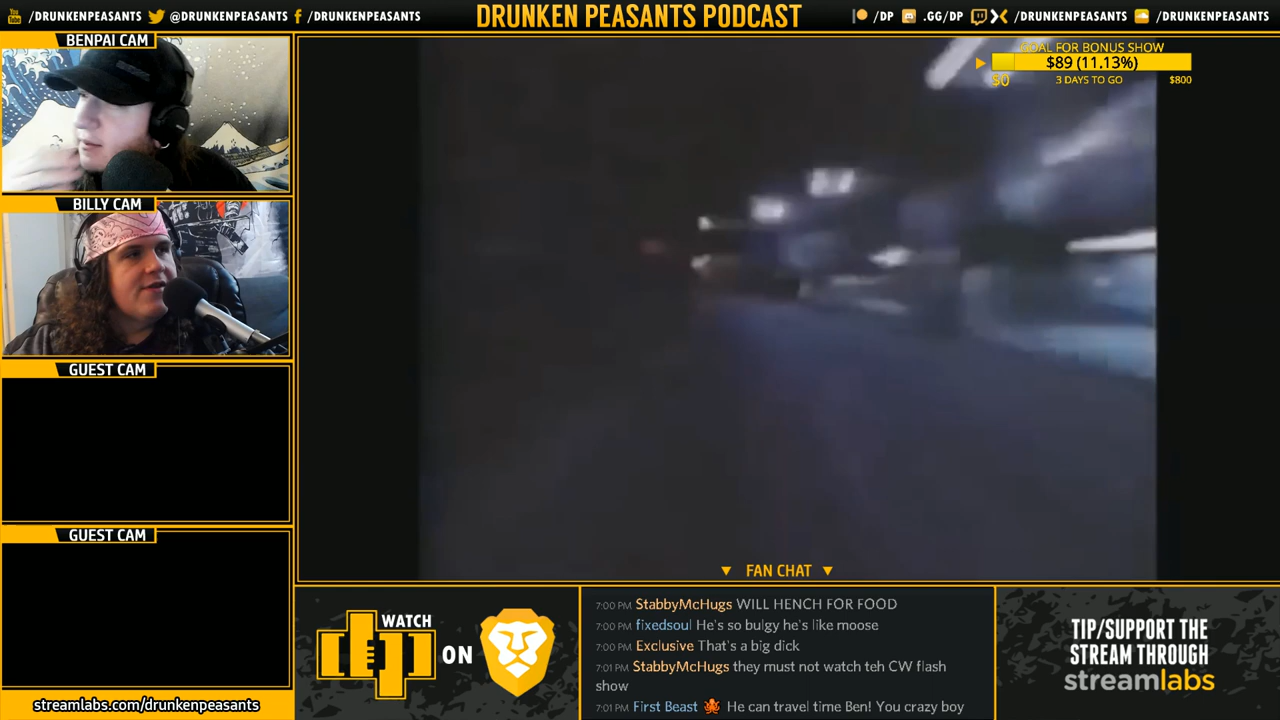 /DRUNKENPEASANTS @DRUNKENPEASANTS /DRUNKENPEASANTS
DRUNKEN PEASANTS PODCAST
/DP .GG/DP /DRUNKENPEASANTS /DRUNKENPEASANTS
BENPAI CAM
GOAL FOR BONUS SHOW
$89 (11.13%)
$0 3 DAYS TO GO $800
BILLY CAM
GUEST CAM
GUEST CAM
streamlabs.com/drunkenpeasants
WATCH
ON
FAN CHAT
7:00 PM StabbyMcHugs WILL HENCH FOR FOOD
7:00 PM fixedsoul He's so bulgy he's like moose
7:00 PM Exclusive That's a big dick
7:01 PM StabbyMcHugs they must not watch teh CW flash
show
7:01 PM First Beast He can travel time Ben! You crazy boy
TIP/SUPPORT THE
STREAM THROUGH
streamlabs